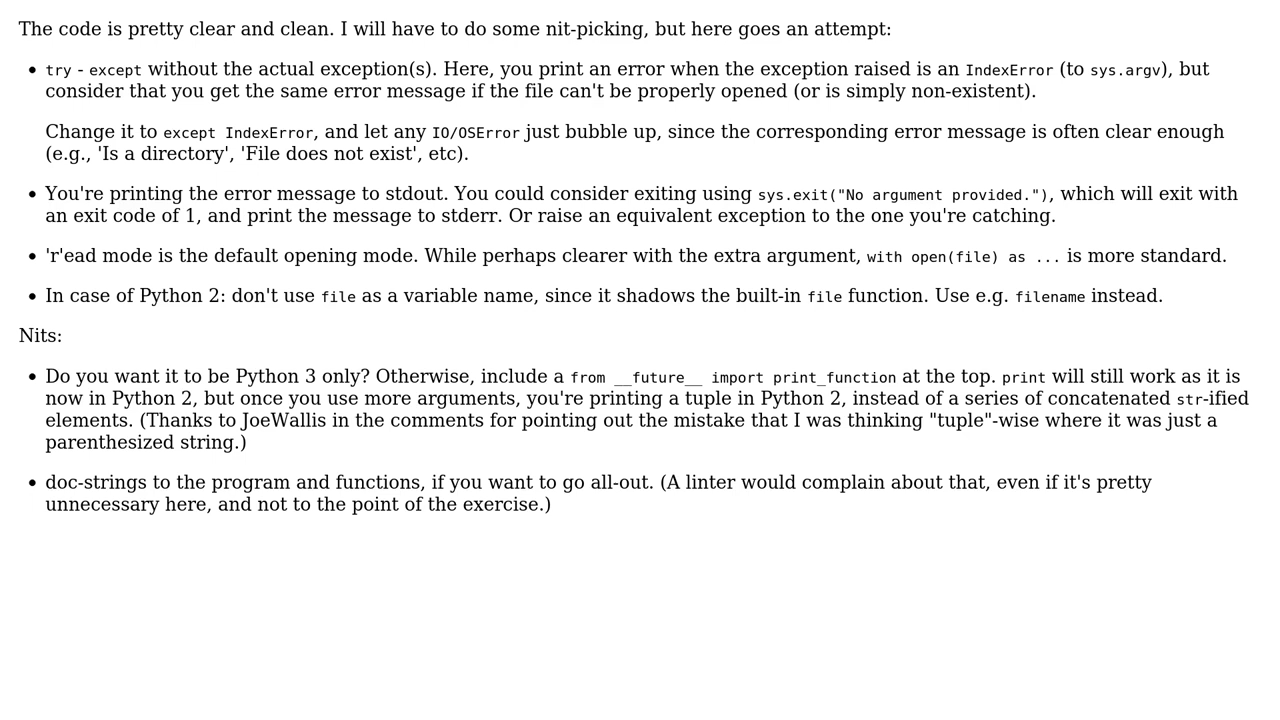 The code is pretty clear and clean. I will have to do some nit-picking, but here goes an attempt:
• try - except without the actual exception(s). Here, you print an error when the exception raised is an IndexError (to sys.argv), but
consider that you get the same error message if the file can't be properly opened (or is simply non-existent).
Change it to except IndexError, and let any IO/OSError just bubble up, since the corresponding error message is often clear enough
(e.g., 'Is a directory', 'File does not exist', etc).
• You're printing the error message to stdout. You could consider exiting using sys.exit("No argument provided."), which will exit with
an exit code of 1, and print the message to stderr. Or raise an equivalent exception to the one you're catching.
• 'r'ead mode is the default opening mode. While perhaps clearer with the extra argument, with open(file) as ... is more standard.
• In case of Python 2: don't use file as a variable name, since it shadows the built-in file function. Use e.g. filename instead.
Nits:
• Do you want it to be Python 3 only? Otherwise, include a from __future__ import print_function at the top. print will still work as it is
now in Python 2, but once you use more arguments, you're printing a tuple in Python 2, instead of a series of concatenated str-ified
elements. (Thanks to JoeWallis in the comments for pointing out the mistake that I was thinking "tuple"-wise where it was just a
parenthesized string.)
• doc-strings to the program and functions, if you want to go all-out. (A linter would complain about that, even if it's pretty
unnecessary here, and not to the point of the exercise.)